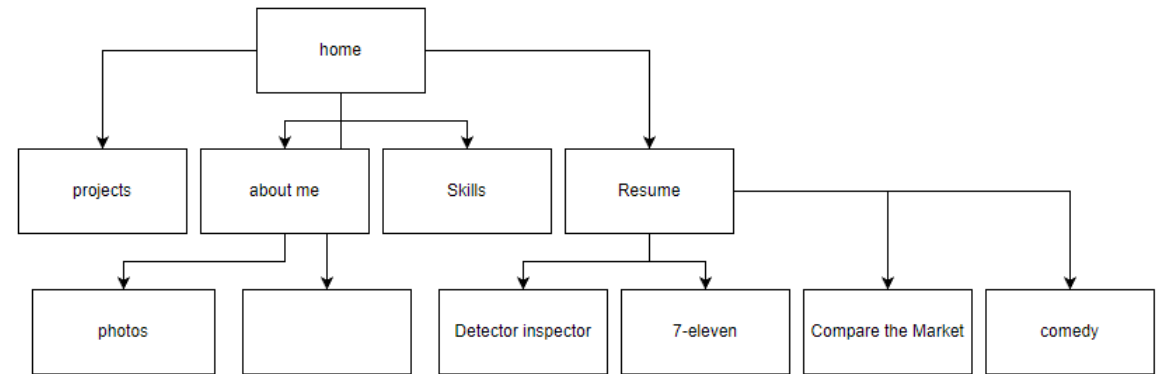 home
projects
about me
Skills
Resume
photos
Detector inspector
7-eleven
Compare the Market
comedy